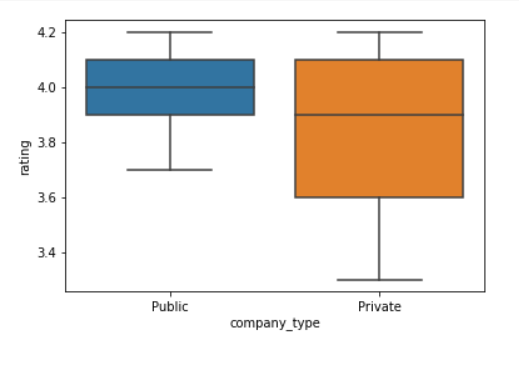 4.2
4.0
3.8
3.6
3.4
rating
Public Private
company_type